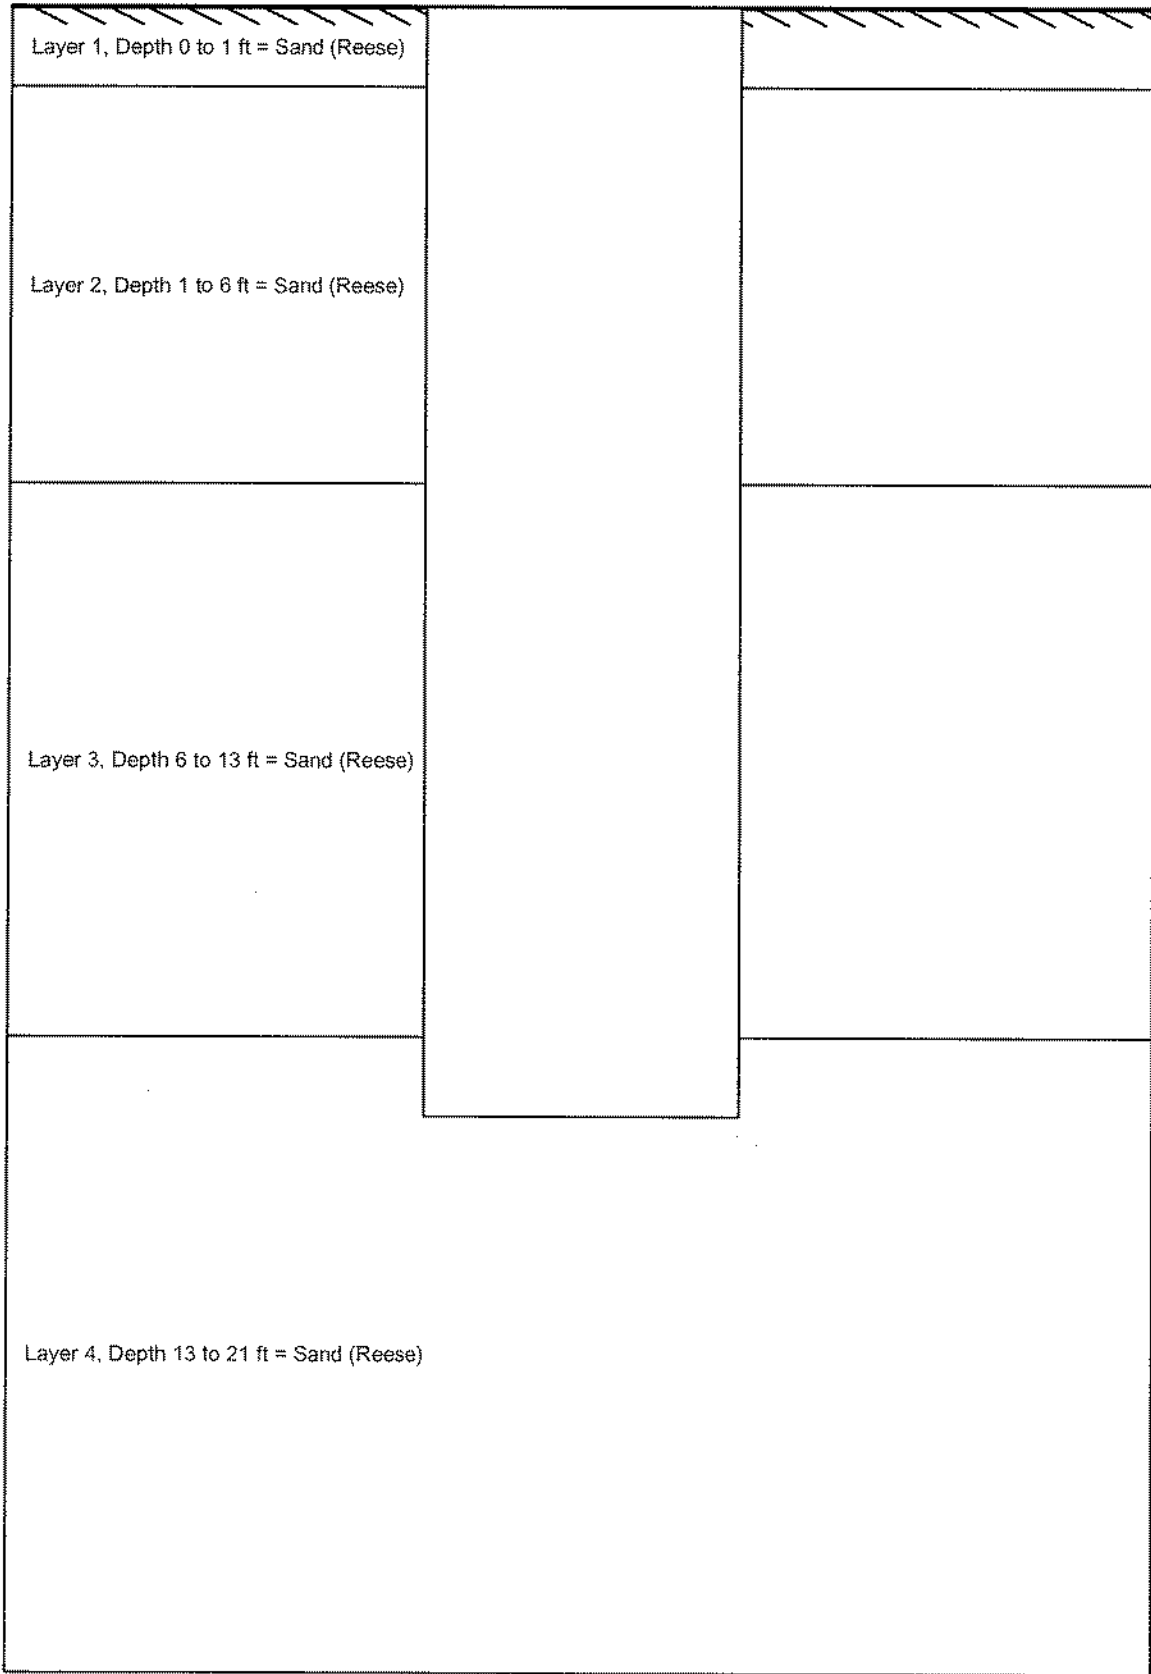 Layer 1, Depth 0 to 1 ft = Sand (Reese)
Layer 2, Depth 1 to 6 ft = Sand (Reese)
Layer 3, Depth 6 to 13 ft = Sand (Reese)
Layer 4, Depth 13 to 21 ft = Sand (Reese)